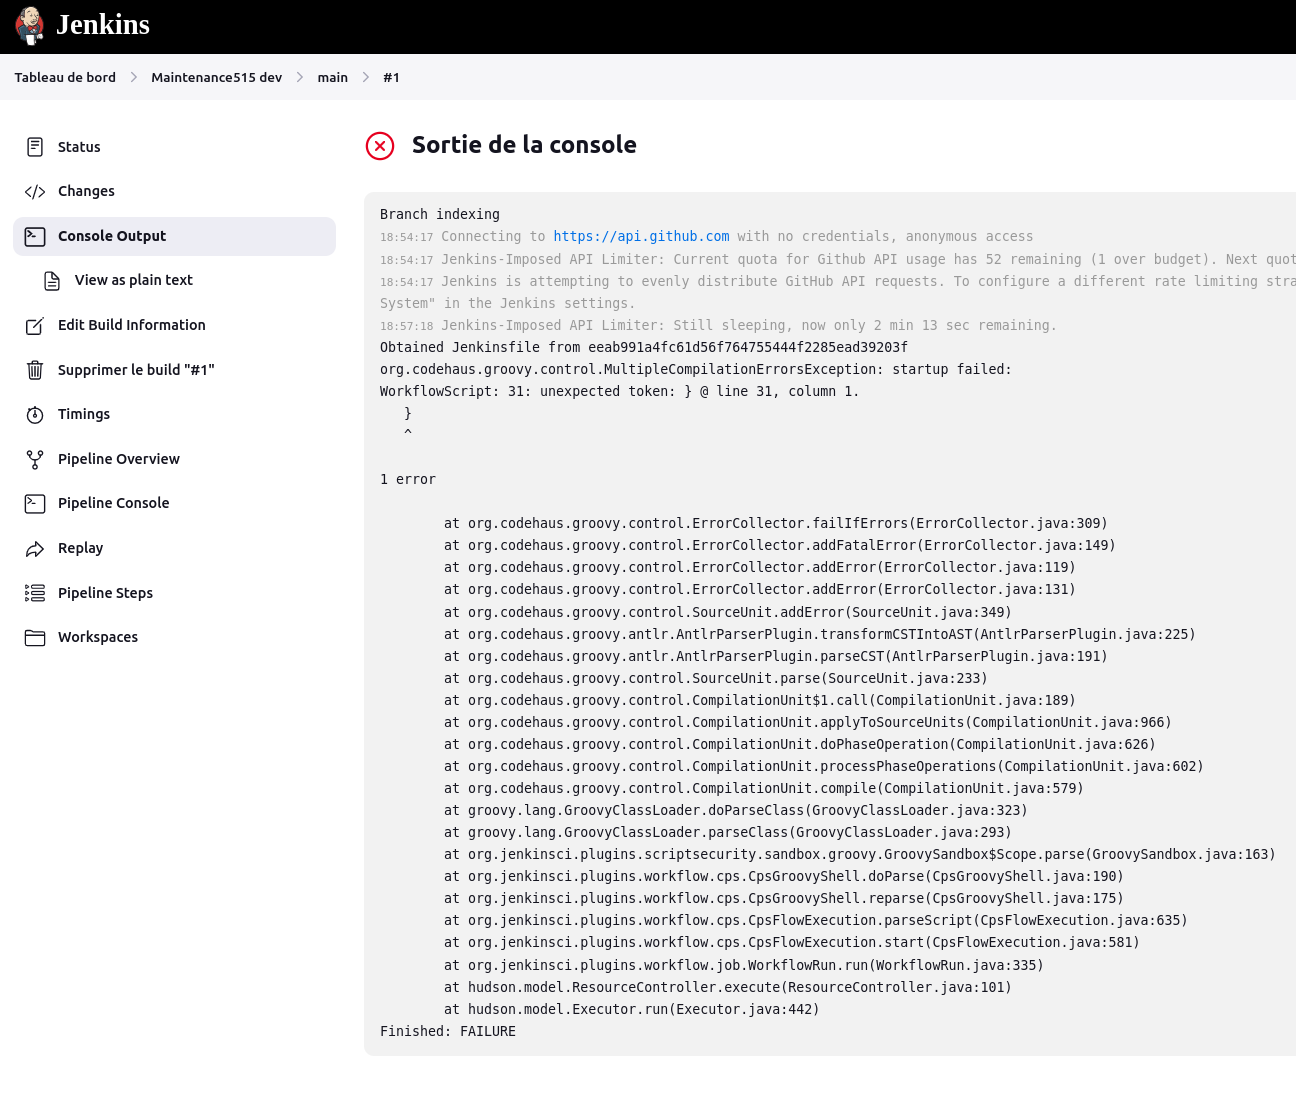 Jenkins
Tableau de bord > Maintenance515 dev > main > #1
Status
Changes
Console Output
View as plain text
Edit Build Information
Supprimer le build "#1"
Timings
Pipeline Overview
Pipeline Console
Replay
Pipeline Steps
Workspaces
Sortie de la console
Branch indexing
18:54:17 Connecting to https://api.github.com with no credentials, anonymous access
18:54:17 Jenkins-Imposed API Limiter: Current quota for Github API usage has 52 remaining (1 over budget). Next quot
18:54:17 Jenkins is attempting to evenly distribute GitHub API requests. To configure a different rate limiting stra
System" in the Jenkins settings.
18:57:18 Jenkins-Imposed API Limiter: Still sleeping, now only 2 min 13 sec remaining.
Obtained Jenkinsfile from eeab991a4fc61d56f764755444f2285ead39203f
org.codehaus.groovy.control.MultipleCompilationErrorsException: startup failed:
WorkflowScript: 31: unexpected token: } @ line 31, column 1.
   }
   ^
1 error
	at org.codehaus.groovy.control.ErrorCollector.failIfErrors(ErrorCollector.java:309)
	at org.codehaus.groovy.control.ErrorCollector.addFatalError(ErrorCollector.java:149)
	at org.codehaus.groovy.control.ErrorCollector.addError(ErrorCollector.java:119)
	at org.codehaus.groovy.control.ErrorCollector.addError(ErrorCollector.java:131)
	at org.codehaus.groovy.control.SourceUnit.addError(SourceUnit.java:349)
	at org.codehaus.groovy.antlr.AntlrParserPlugin.transformCSTIntoAST(AntlrParserPlugin.java:225)
	at org.codehaus.groovy.antlr.AntlrParserPlugin.parseCST(AntlrParserPlugin.java:191)
	at org.codehaus.groovy.control.SourceUnit.parse(SourceUnit.java:233)
	at org.codehaus.groovy.control.CompilationUnit$1.call(CompilationUnit.java:189)
	at org.codehaus.groovy.control.CompilationUnit.applyToSourceUnits(CompilationUnit.java:966)
	at org.codehaus.groovy.control.CompilationUnit.doPhaseOperation(CompilationUnit.java:626)
	at org.codehaus.groovy.control.CompilationUnit.processPhaseOperations(CompilationUnit.java:602)
	at org.codehaus.groovy.control.CompilationUnit.compile(CompilationUnit.java:579)
	at groovy.lang.GroovyClassLoader.doParseClass(GroovyClassLoader.java:323)
	at groovy.lang.GroovyClassLoader.parseClass(GroovyClassLoader.java:293)
	at org.jenkinsci.plugins.scriptsecurity.sandbox.groovy.GroovySandbox$Scope.parse(GroovySandbox.java:163)
	at org.jenkinsci.plugins.workflow.cps.CpsGroovyShell.doParse(CpsGroovyShell.java:190)
	at org.jenkinsci.plugins.workflow.cps.CpsGroovyShell.reparse(CpsGroovyShell.java:175)
	at org.jenkinsci.plugins.workflow.cps.CpsFlowExecution.parseScript(CpsFlowExecution.java:635)
	at org.jenkinsci.plugins.workflow.cps.CpsFlowExecution.start(CpsFlowExecution.java:581)
	at org.jenkinsci.plugins.workflow.job.WorkflowRun.run(WorkflowRun.java:335)
	at hudson.model.ResourceController.execute(ResourceController.java:101)
	at hudson.model.Executor.run(Executor.java:442)
Finished: FAILURE